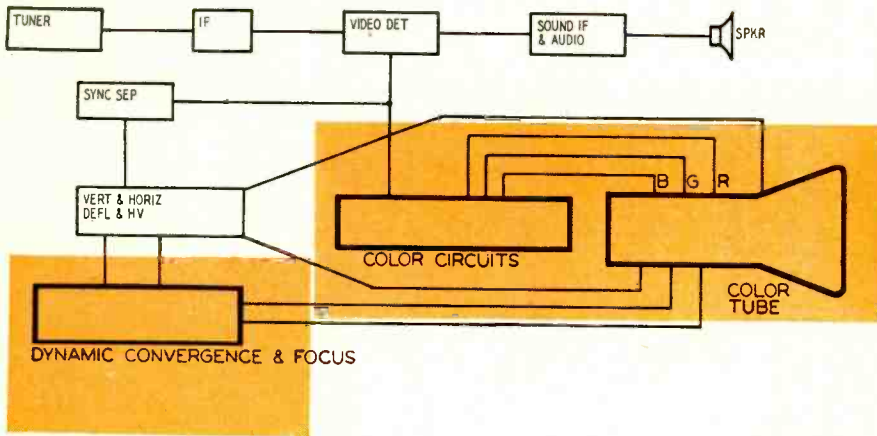 TUNER
IF
VIDEO DET
SOUND IF
& AUDIO
SPKR
SYNC SEP
B G R
VERT & HORIZ
DEFL & HV
COLOR CIRCUITS
COLOR
TUBE
DYNAMIC CONVERGENCE & FOCUS